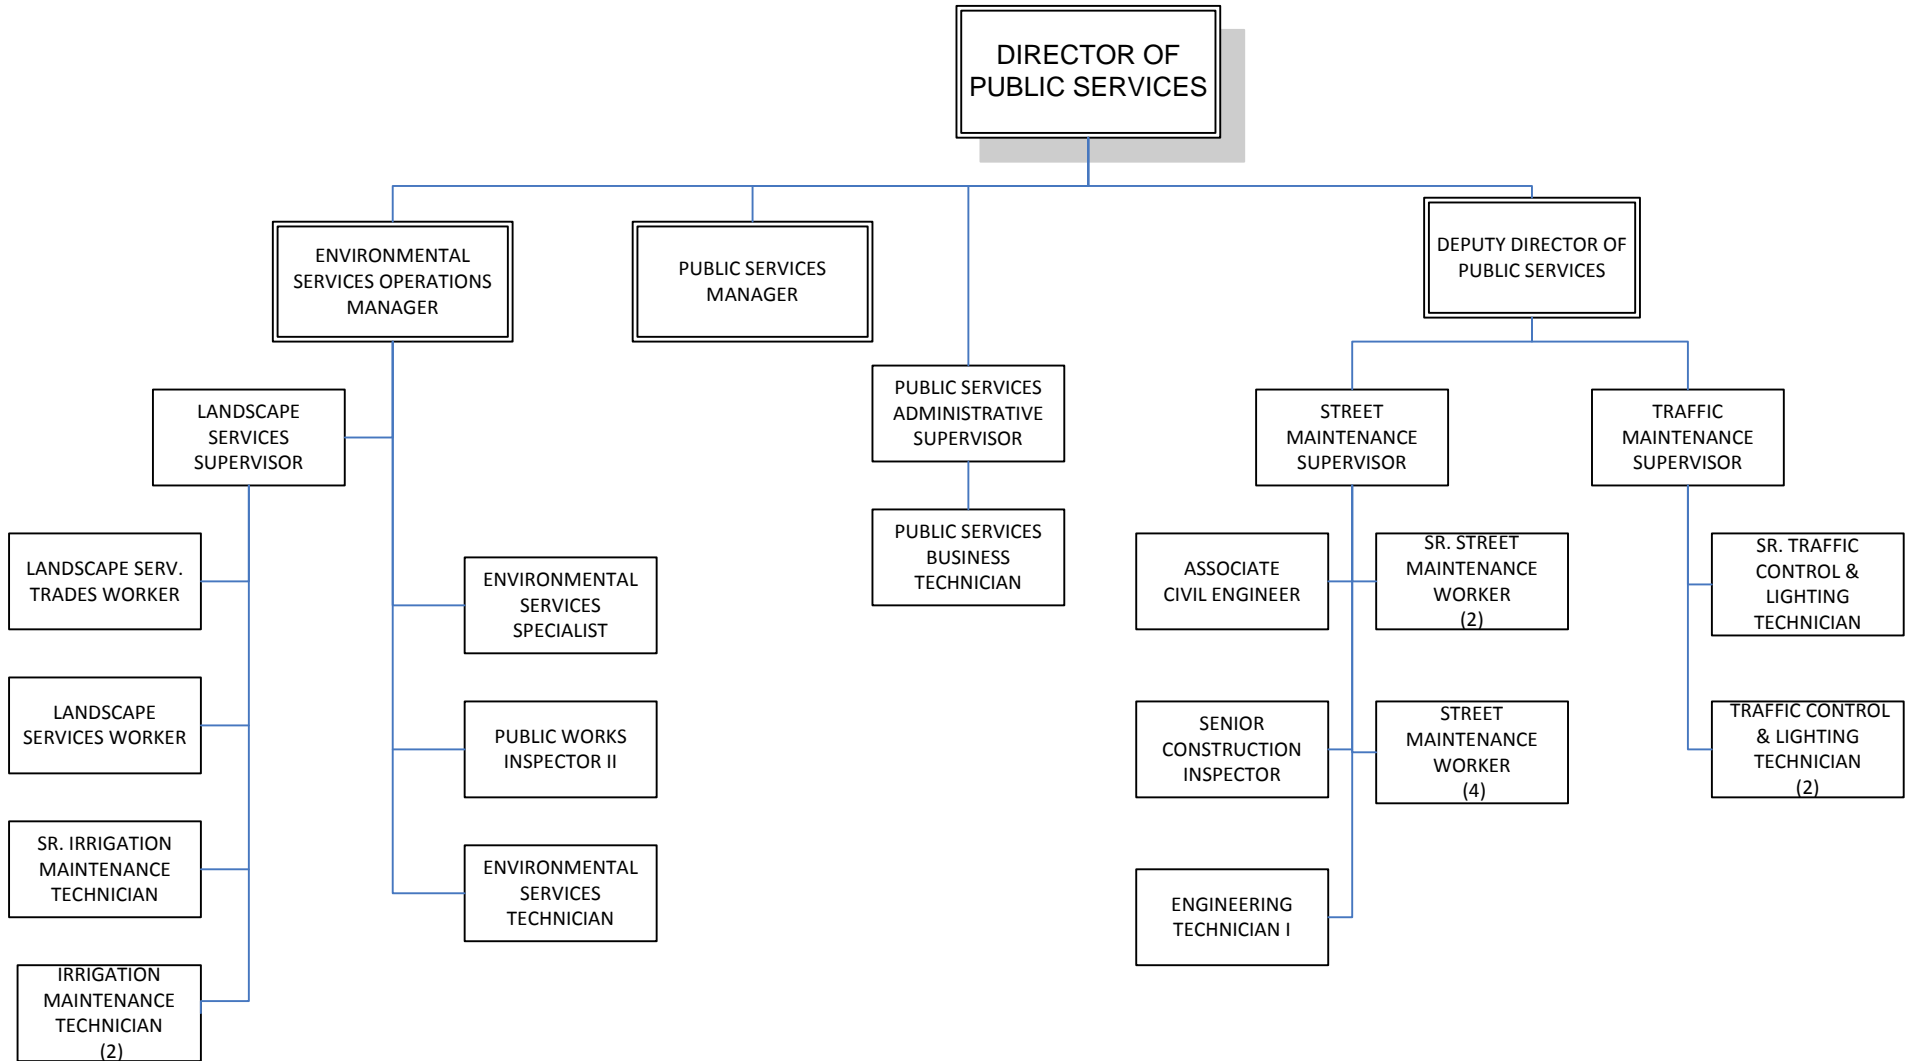 DIRECTOR OF
PUBLIC SERVICES
ENVIRONMENTAL
SERVICES OPERATIONS
MANAGER
PUBLIC SERVICES
MANAGER
DEPUTY DIRECTOR OF
PUBLIC SERVICES
LANDSCAPE
SERVICES
SUPERVISOR
PUBLIC SERVICES
ADMINISTRATIVE
SUPERVISOR
STREET
MAINTENANCE
SUPERVISOR
TRAFFIC
MAINTENANCE
SUPERVISOR
LANDSCAPE SERV.
TRADES WORKER
ENVIRONMENTAL
SERVICES
SPECIALIST
PUBLIC SERVICES
BUSINESS
TECHNICIAN
ASSOCIATE
CIVIL ENGINEER
SR. STREET
MAINTENANCE
WORKER
(2)
SR. TRAFFIC
CONTROL &
LIGHTING
TECHNICIAN
LANDSCAPE
SERVICES WORKER
PUBLIC WORKS
INSPECTOR II
SENIOR
CONSTRUCTION
INSPECTOR
STREET
MAINTENANCE
WORKER
(4)
TRAFFIC CONTROL
& LIGHTING
TECHNICIAN
(2)
SR. IRRIGATION
MAINTENANCE
TECHNICIAN
ENVIRONMENTAL
SERVICES
TECHNICIAN
ENGINEERING
TECHNICIAN I
IRRIGATION
MAINTENANCE
TECHNICIAN
(2)